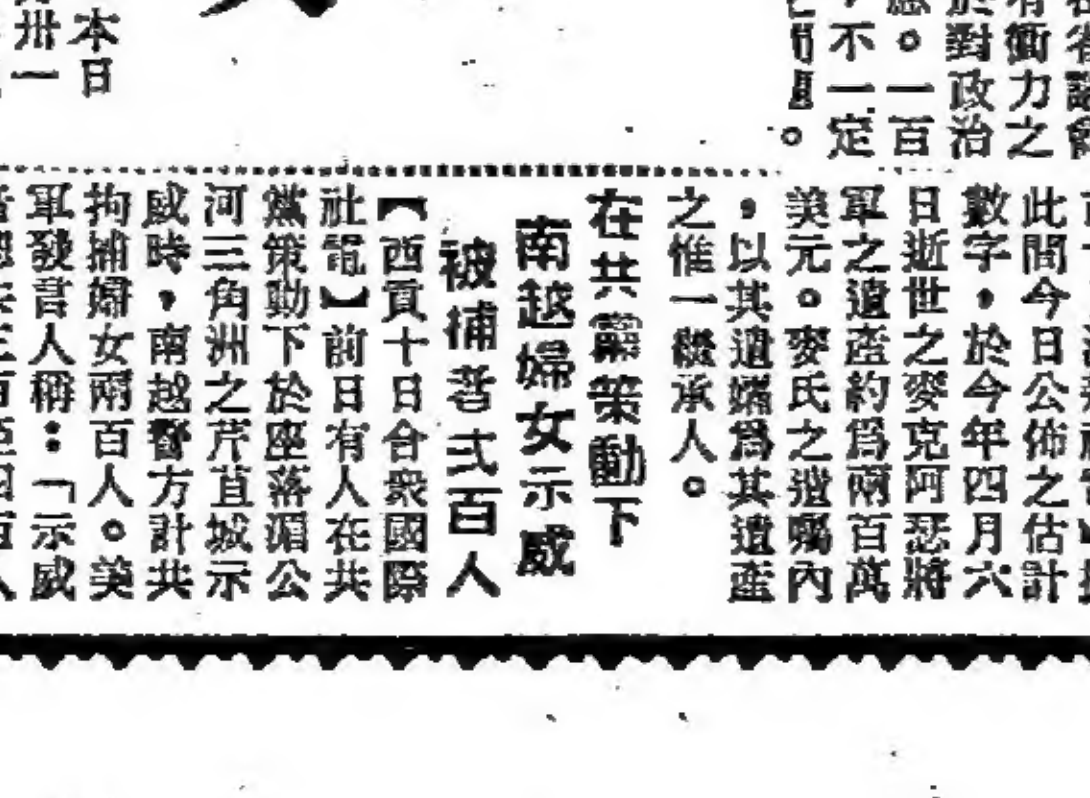 有衝力之
於對政治
。一百
，不一定
。
此間今日公佈之估計
數字，於今年四月六
日逝世之麥克阿瑟將
軍之遺產約爲兩百萬
美元。麥氏之遺囑內
，以其遺孀爲其遺產
之惟一繼承人。
在共黨策動下
南越婦女示威
被捕者弍百人
【西貢十日合衆國際
社電】前日有人在共
黨策動下於座落湄公
河三角洲之芹苴城示
威時，南越警方計共
拘捕婦女兩百人。美
軍發言人稱：「示威
本日
卅一